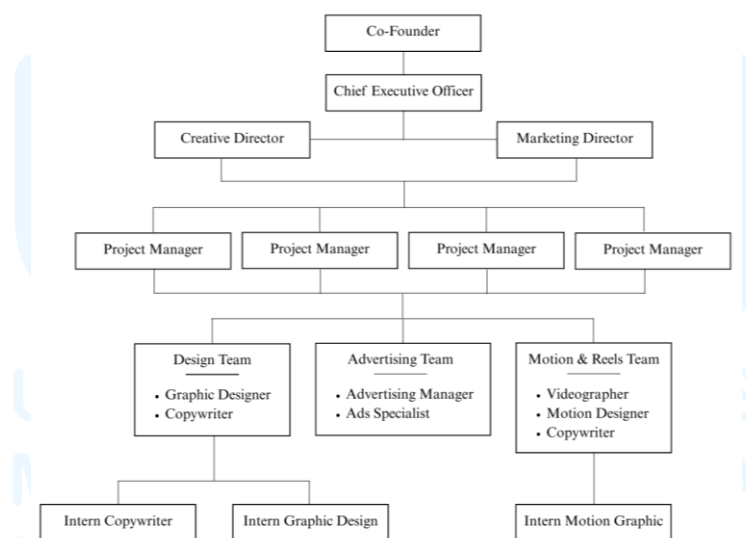 Co-Founder
Chief Executive Officer
Creative Director
Marketing Director
Project Manager
Project Manager
Project Manager
Project Manager
Design Team
• Graphic Designer
• Copywriter
Advertising Team
• Advertising Manager
• Ads Specialist
Motion & Reels Team
• Videographer
• Motion Designer
• Copywriter
Intern Copywriter
Intern Graphic Design
Intern Motion Graphic